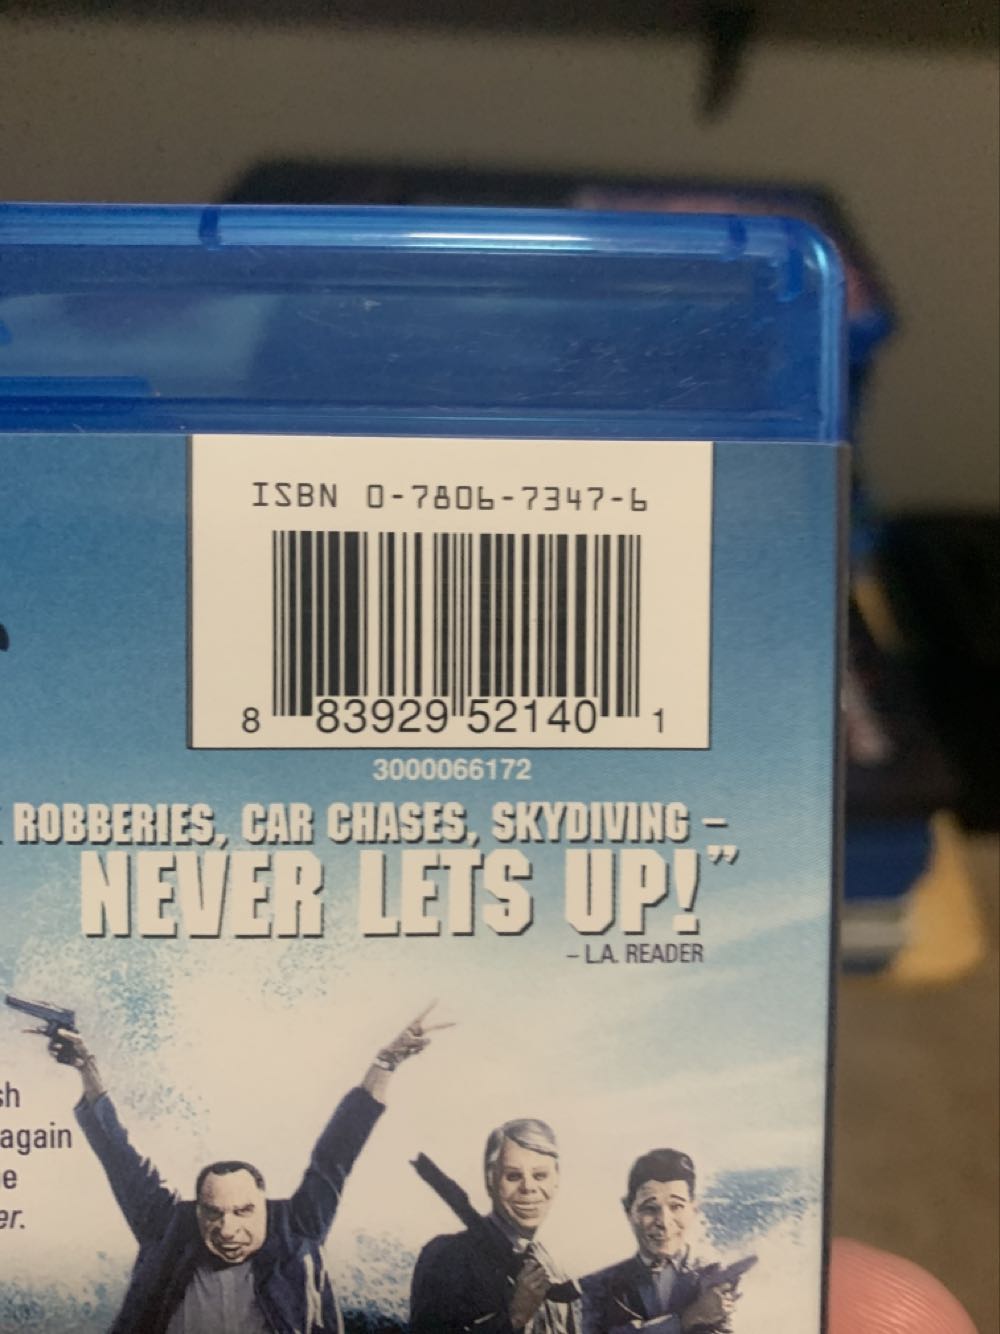 ISBN 0-7806-7347-6
8 83929 52140 1
3000066172
ROBBERIES, CAR CHASES, SKYDIVING –
NEVER LETS UP!”
– L.A. READER
sh
again
e
er.